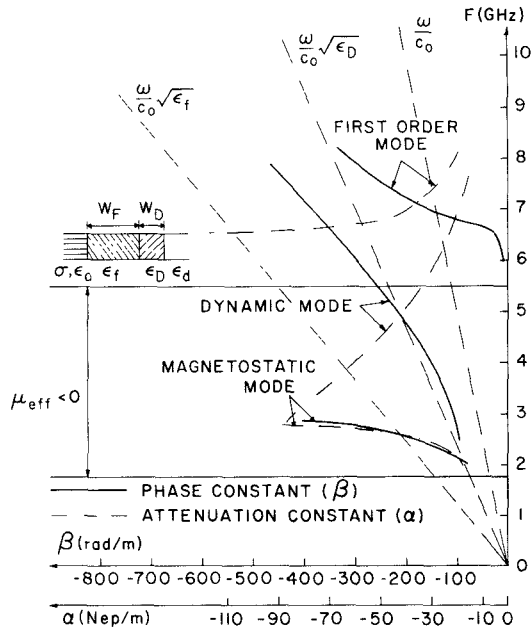 F(GHz)
ω/c₀ √ε_f
ω/c₀ √ε_D
ω/c₀
10
9
8
7
6
5
4
3
2
1
0
FIRST ORDER
MODE
W_F W_D
σ,ε₀ ε_f ε_D ε_d
DYNAMIC MODE
MAGNETOSTATIC
MODE
μ_eff < 0
PHASE CONSTANT (β)
ATTENUATION CONSTANT (α)
β (rad/m)
-800 -700 -600 -500 -400 -300 -200 -100
α (Nep/m) -110 -90 -70 -50 -30 -10 0